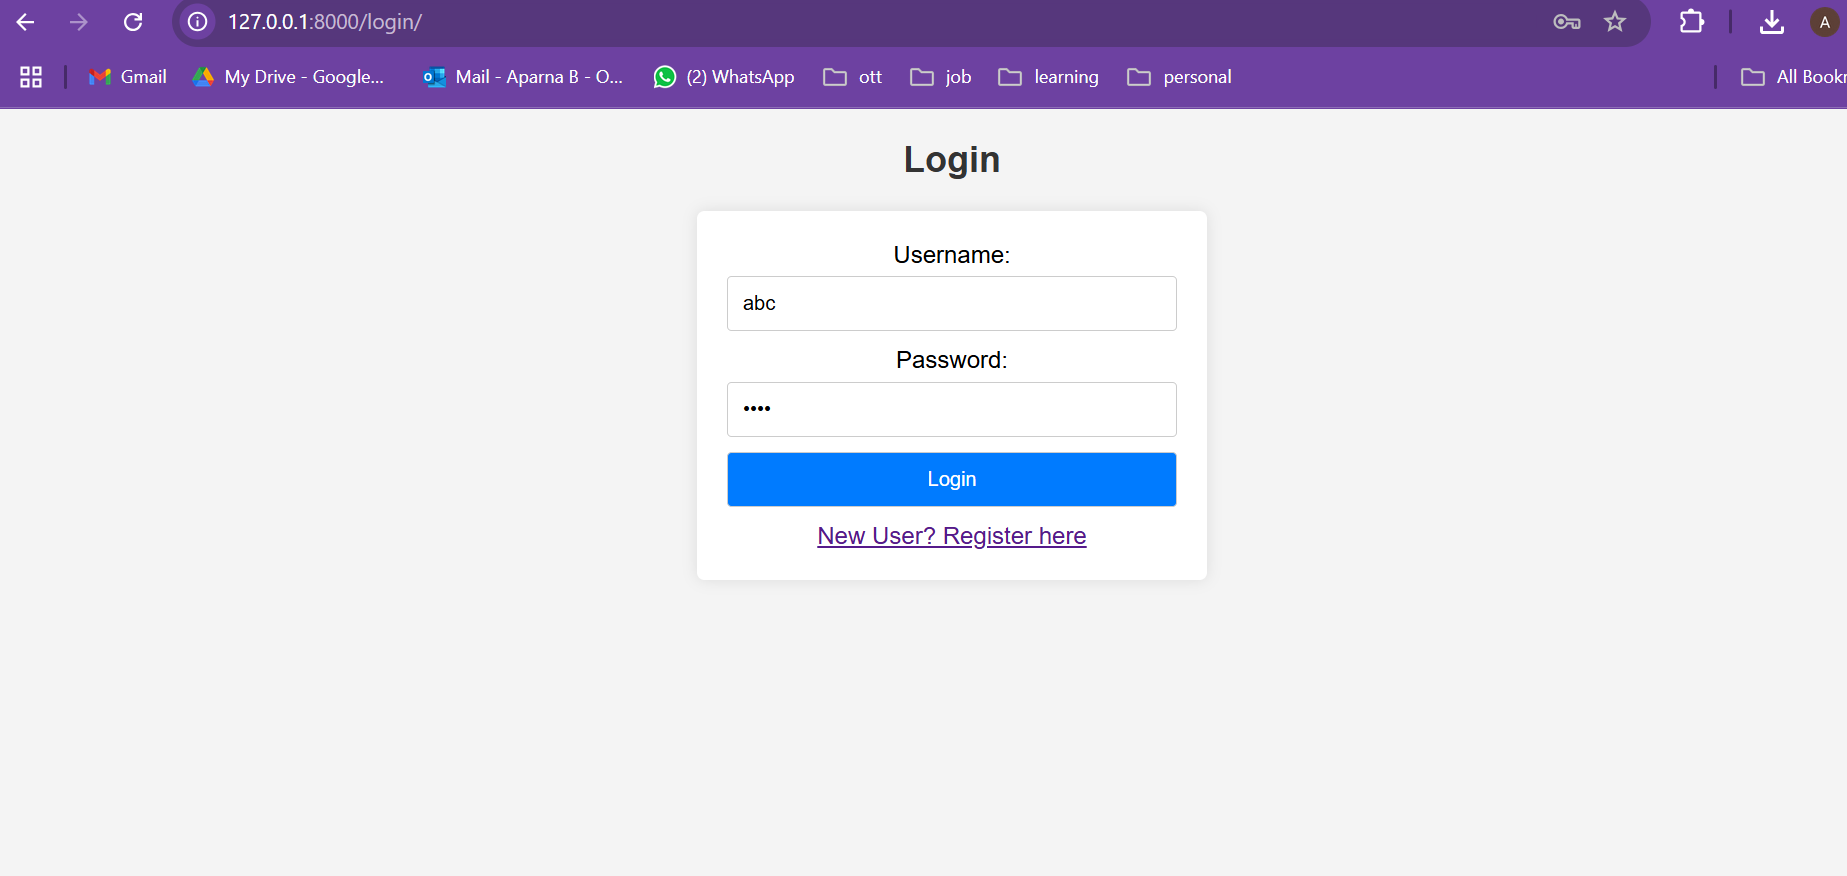 127.0.0.1:8000/login/
A
Gmail My Drive - Google... Mail - Aparna B - O... (2) WhatsApp ott job learning personal All Bookr
Login
Username:
abc
Password:
••••
Login
New User? Register here